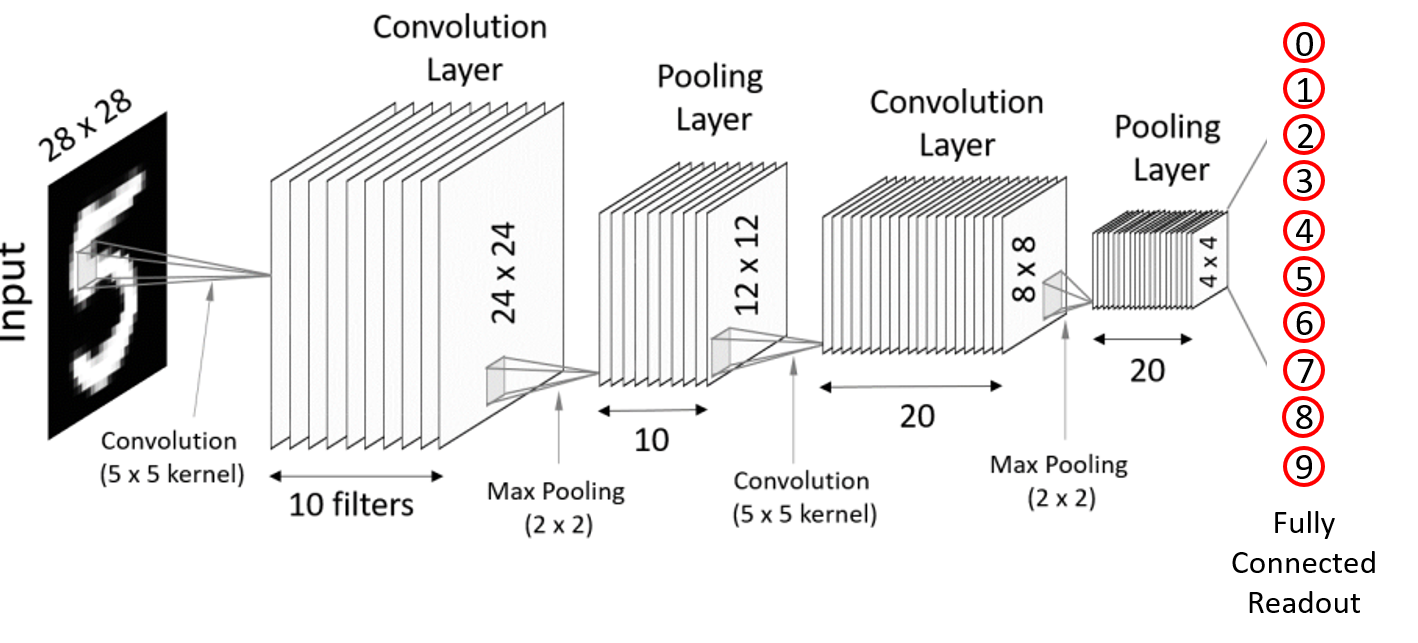 Input
28 x 28
Convolution
(5 x 5 kernel)
Convolution
Layer
24 x 24
10 filters
Max Pooling
(2 x 2)
Pooling
Layer
12 x 12
10
Convolution
(5 x 5 kernel)
Convolution
Layer
8 x 8
20
Max Pooling
(2 x 2)
Pooling
Layer
4 x 4
20
0
1
2
3
4
5
6
7
8
9
Fully
Connected
Readout
5